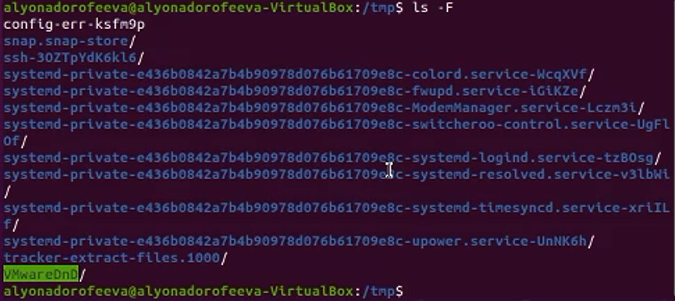 alyonadorofeeva@alyonadorofeeva-VirtualBox:/tmp$ ls -F
config-err-ksfm9p
snap.snap-store/
ssh-3OZTpYdK6kl6/
systemd-private-e436b0842a7b4b90978d076b61709e8c-colord.service-WcqXVf/
systemd-private-e436b0842a7b4b90978d076b61709e8c-fwupd.service-iGiKZe/
systemd-private-e436b0842a7b4b90978d076b61709e8c-ModemManager.service-Lczm3i/
systemd-private-e436b0842a7b4b90978d076b61709e8c-switcheroo-control.service-UgFl
Of/
systemd-private-e436b0842a7b4b90978d076b61709e8c-systemd-logind.service-tzBOsg/
systemd-private-e436b0842a7b4b90978d076b61709e8c-systemd-resolved.service-v3lbWi
/
systemd-private-e436b0842a7b4b90978d076b61709e8c-systemd-timesyncd.service-xriIL
f/
systemd-private-e436b0842a7b4b90978d076b61709e8c-upower.service-UnNK6h/
tracker-extract-files.1000/
VMwareDnD/
alyonadorofeeva@alyonadorofeeva-VirtualBox:/tmp$